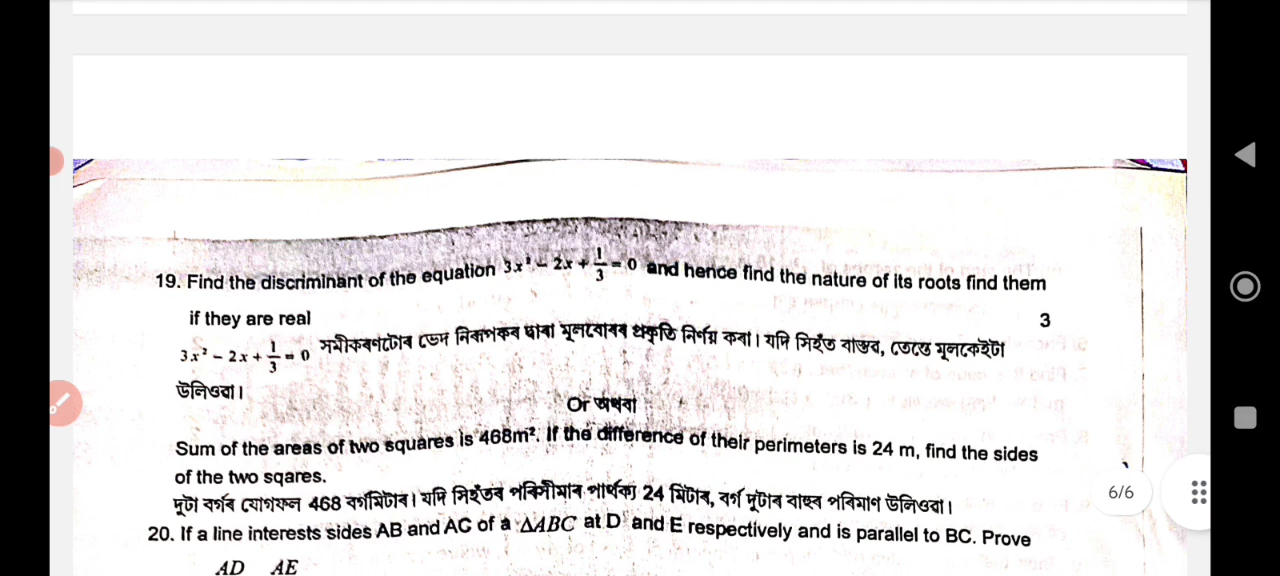 19. Find the discriminant of the equation 3x² – 2x + 1/3 = 0 and hence find the nature of its roots find them
if they are real 3
3x² – 2x + 1/3 = 0 সমীকৰণটোৰ ভেদ নিৰূপকৰ দ্বাৰা মূলবোৰৰ প্ৰকৃতি নিৰ্ণয় কৰা। যদি সিহঁত বাস্তৱ, তেন্তে মূলকেইটা
উলিওৱা।
Or অথবা
Sum of the areas of two squares is 468m². If the difference of their perimeters is 24 m, find the sides
of the two sqares.
দুটা বৰ্গৰ যোগফল 468 বৰ্গমিটাৰ। যদি সিহঁতৰ পৰিসীমাৰ পাৰ্থক্য 24 মিটাৰ, বৰ্গ দুটাৰ বাহুৰ পৰিমাণ উলিওৱা।
6/6
20. If a line interests sides AB and AC of a ΔABC at D and E respectively and is parallel to BC. Prove
AD AE